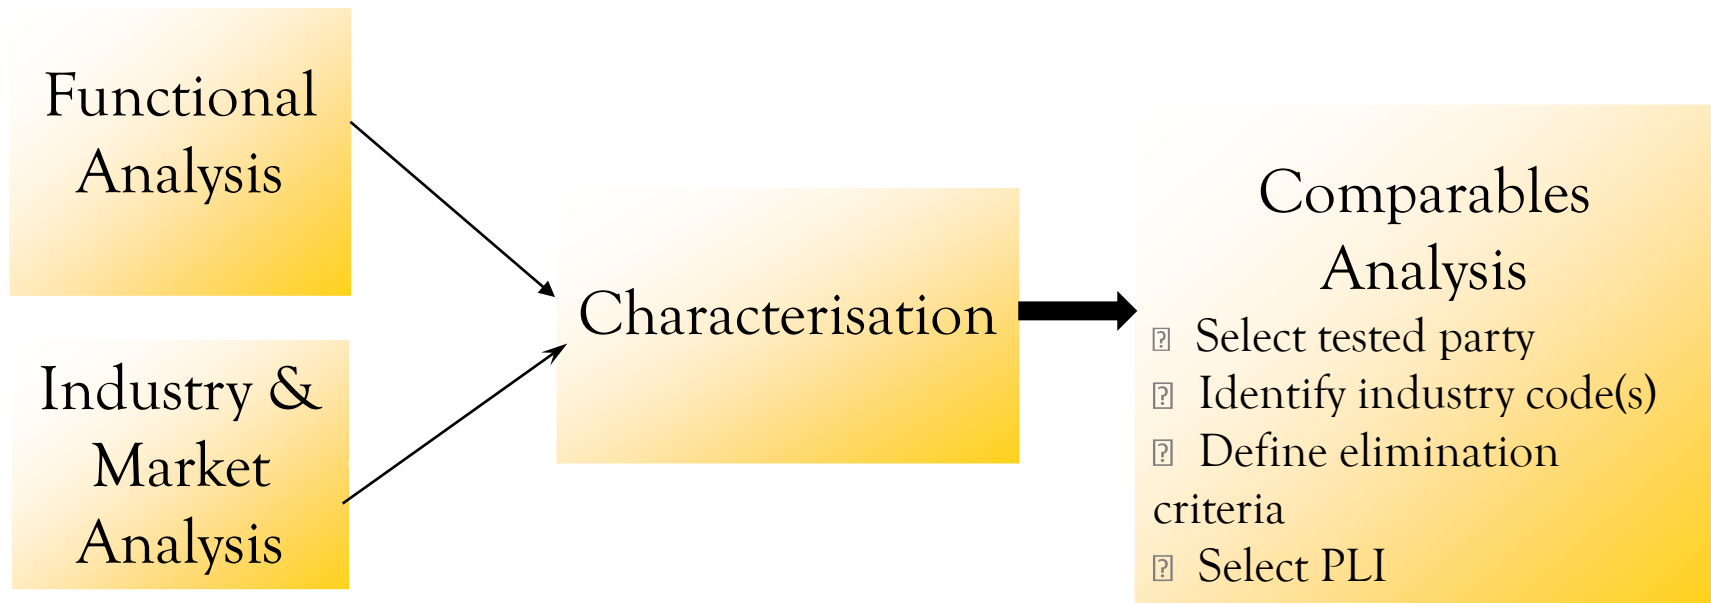 Functional
Analysis
Industry &
Market
Analysis
Characterisation
Comparables
Analysis
Select tested party
Identify industry code(s)
Define elimination
criteria
Select PLI